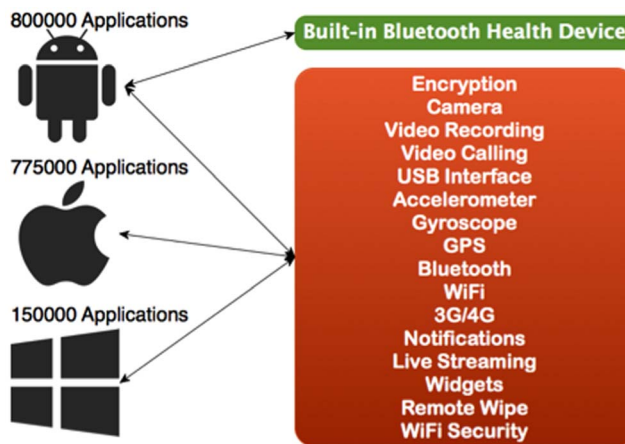 800000 Applications
Built-in Bluetooth Health Device
775000 Applications
150000 Applications
Encryption
Camera
Video Recording
Video Calling
USB Interface
Accelerometer
Gyroscope
GPS
Bluetooth
WiFi
3G/4G
Notifications
Live Streaming
Widgets
Remote Wipe
WiFi Security